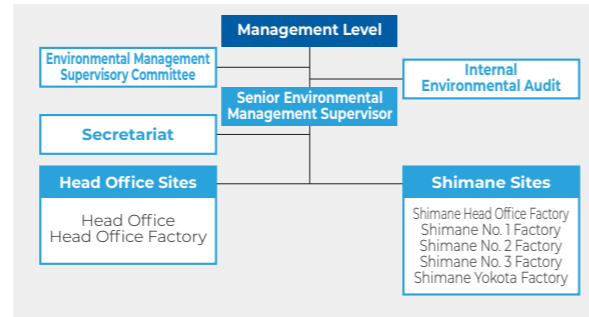 Management Level
Environmental Management
Supervisory Committee
Internal
Environmental Audit
Senior Environmental
Management Supervisor
Secretariat
Head Office Sites
Head Office
Head Office Factory
Shimane Sites
Shimane Head Office Factory
Shimane No. 1 Factory
Shimane No. 2 Factory
Shimane No. 3 Factory
Shimane Yokota Factory